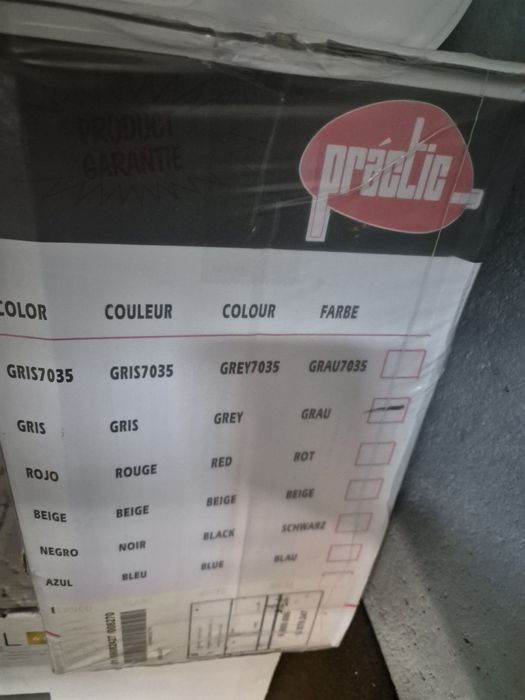 PRODUCT
GARANTIE
práctic
COLOR COULEUR COLOUR FARBE
GRIS7035 GRIS7035 GREY7035 GRAU7035
GRIS GRIS GREY GRAU
ROJO ROUGE RED ROT
BEIGE BEIGE BEIGE BEIGE
NEGRO NOIR BLACK SCHWARZ
AZUL BLEU BLUE BLAU